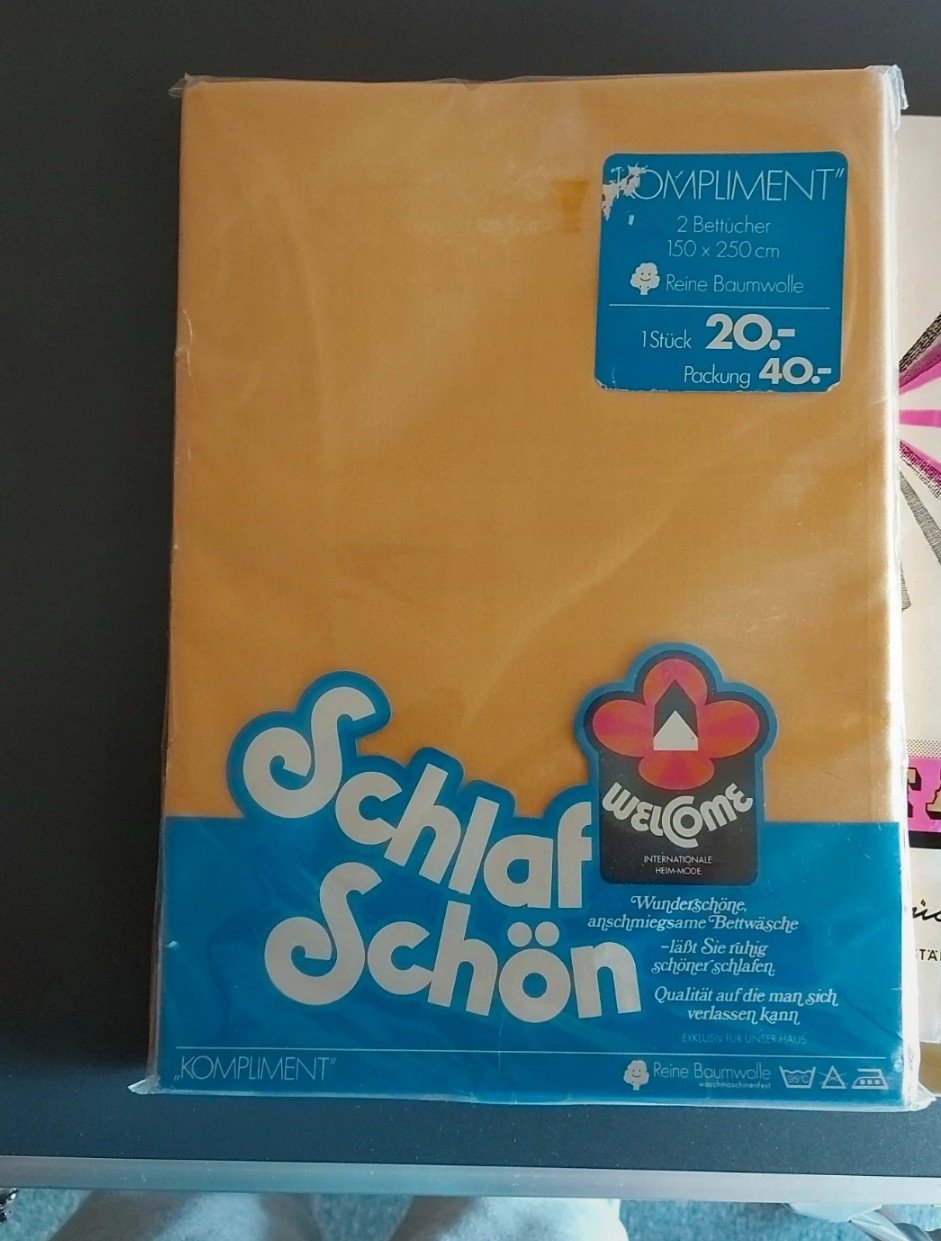 "KOMPLIMENT"
2 Bettücher
150 x 250 cm
Reine Baumwolle
1 Stück 20.-
Packung 40.-
Schlaf
Schön
WELCOME
INTERNATIONALE
HEIM-MODE
Wunderschöne,
anschmiegsame Bettwäsche
-läßt Sie ruhig
schöner schlafen.
Qualität auf die man sich
verlassen kann
EXKLUSIV FÜR UNSER HAUS
„KOMPLIMENT"
Reine Baumwolle
waschmaschinenfest
95°C